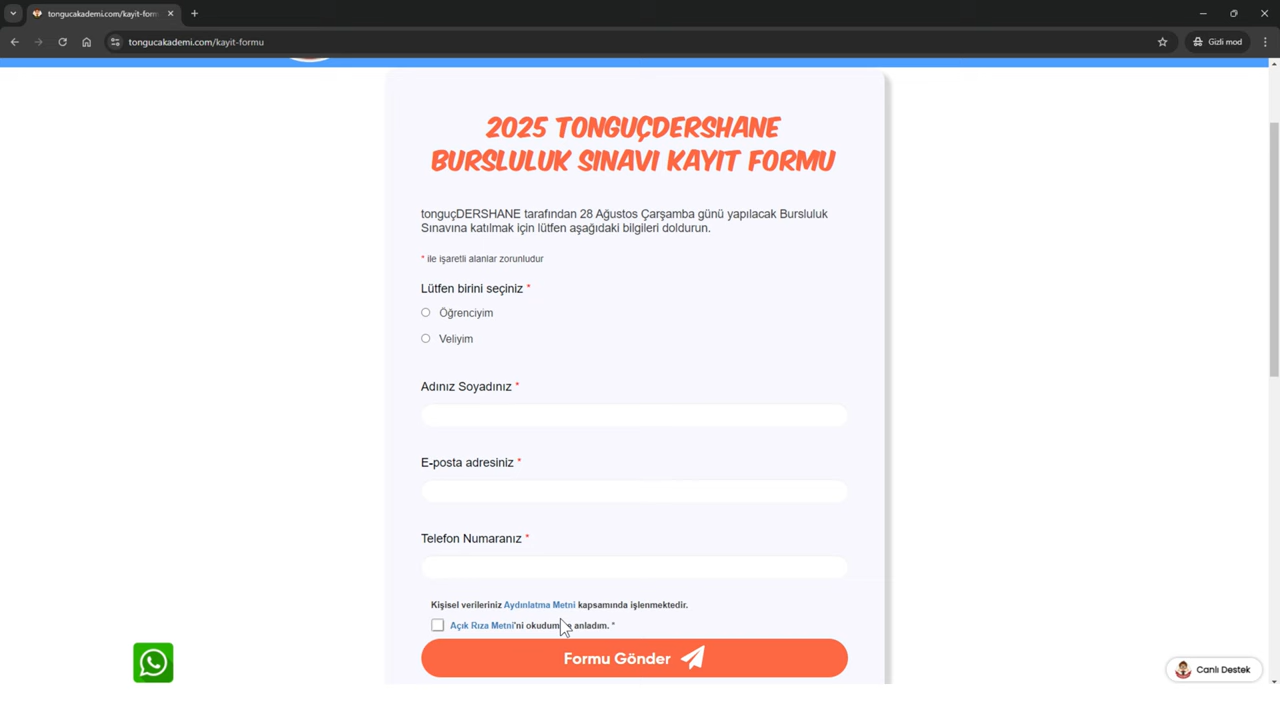 tongucakademi.com/kayit-form
tongucakademi.com/kayit-formu
Gizli mod
2025 TONGUÇDERSHANE
BURSLULUK SINAVI KAYIT FORMU
tonguçDERSHANE tarafından 28 Ağustos Çarşamba günü yapılacak Bursluluk
Sınavına katılmak için lütfen aşağıdaki bilgileri doldurun.
* ile işaretli alanlar zorunludur
Lütfen birini seçiniz *
Öğrenciyim
Veliyim
Adınız Soyadınız *
E-posta adresiniz *
Telefon Numaranız *
Kişisel verileriniz Aydınlatma Metni kapsamında işlenmektedir.
Açık Rıza Metni'ni anladım. *
Formu Gönder
Canlı Destek